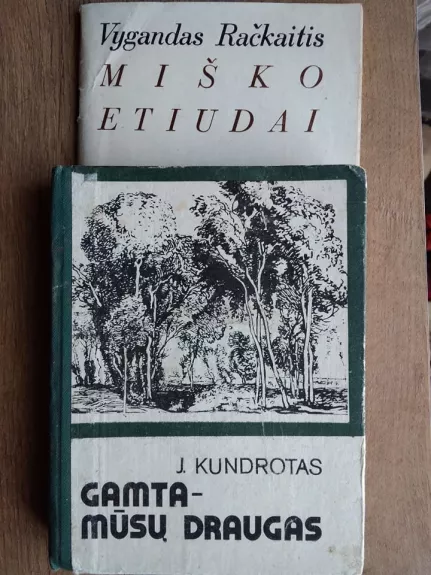 Vygandas Račkaitis
MIŠKO
ETIUDAI
J. KUNDROTAS
GAMTA-
MŪSŲ DRAUGAS